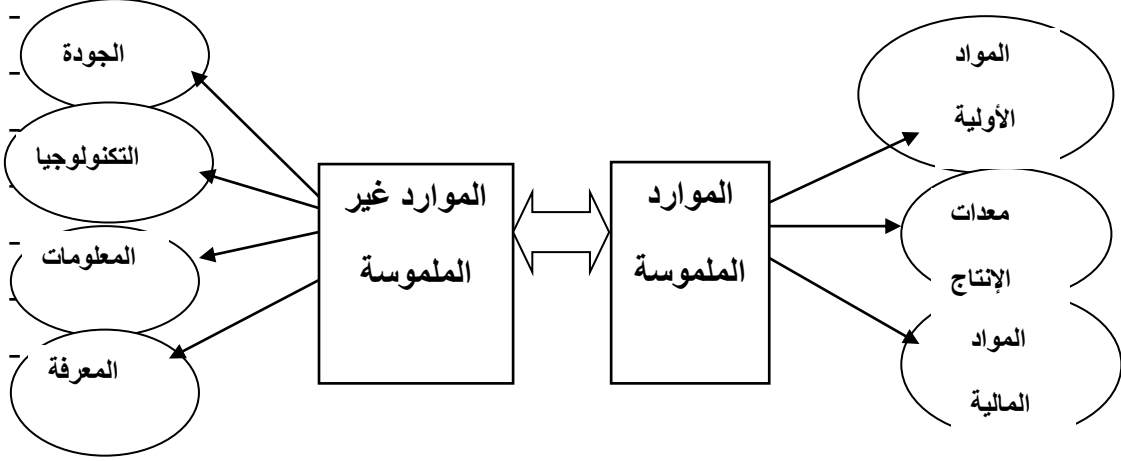 المواد
الأولية
معدات
الإنتاج
المواد
المالية
الموارد
الملموسة
الموارد غير
الملموسة
الجودة
التكنولوجيا
المعلومات
المعرفة